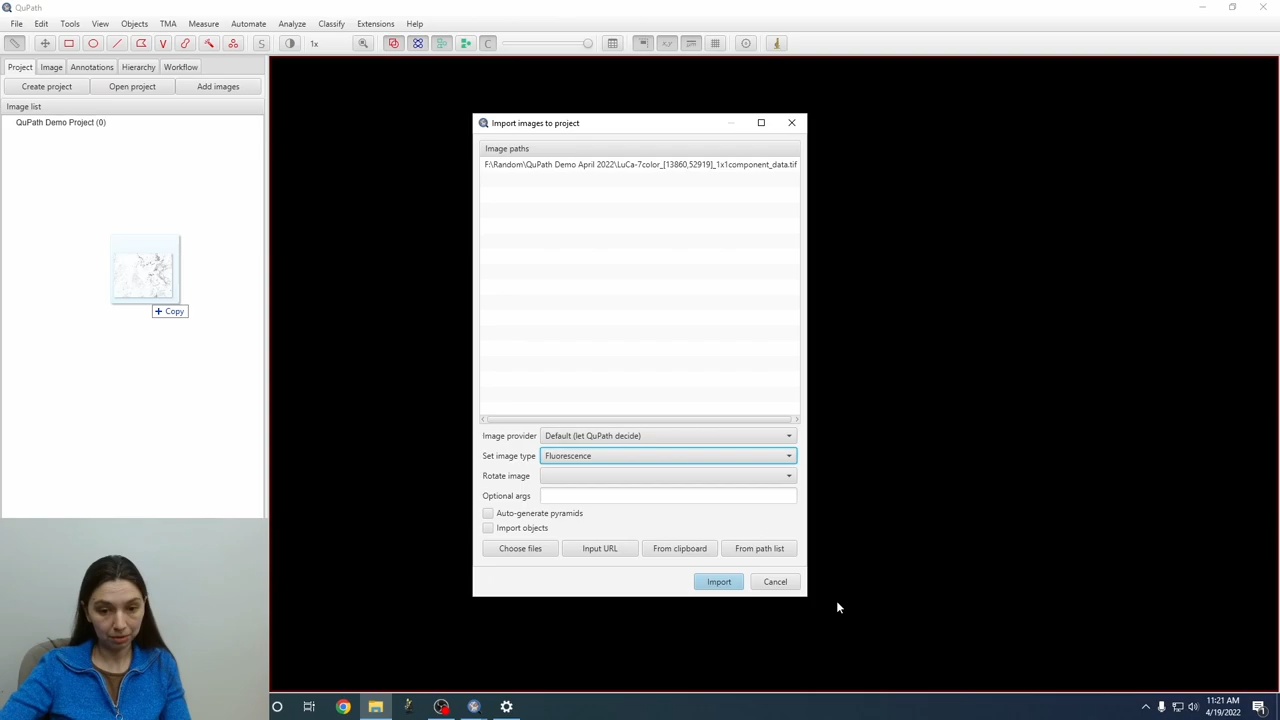 QuPath
File Edit Tools View Objects TMA Measure Automate Analyze Classify Extensions Help
V S 1x C
Project Image Annotations Hierarchy Workflow
Create project Open project Add images
Image list
QuPath Demo Project (0)
+ Copy
Import images to project
Image paths
F:\Random\QuPath Demo April 2022\LuCa-7color_[13860,52919]_1x1component_data.tif
Image provider Default (let QuPath decide)
Set image type Fluorescence
Rotate image
Optional args
Auto-generate pyramids
Import objects
Choose files Input URL From clipboard From path list
Import Cancel
11:21 AM
4/19/2022